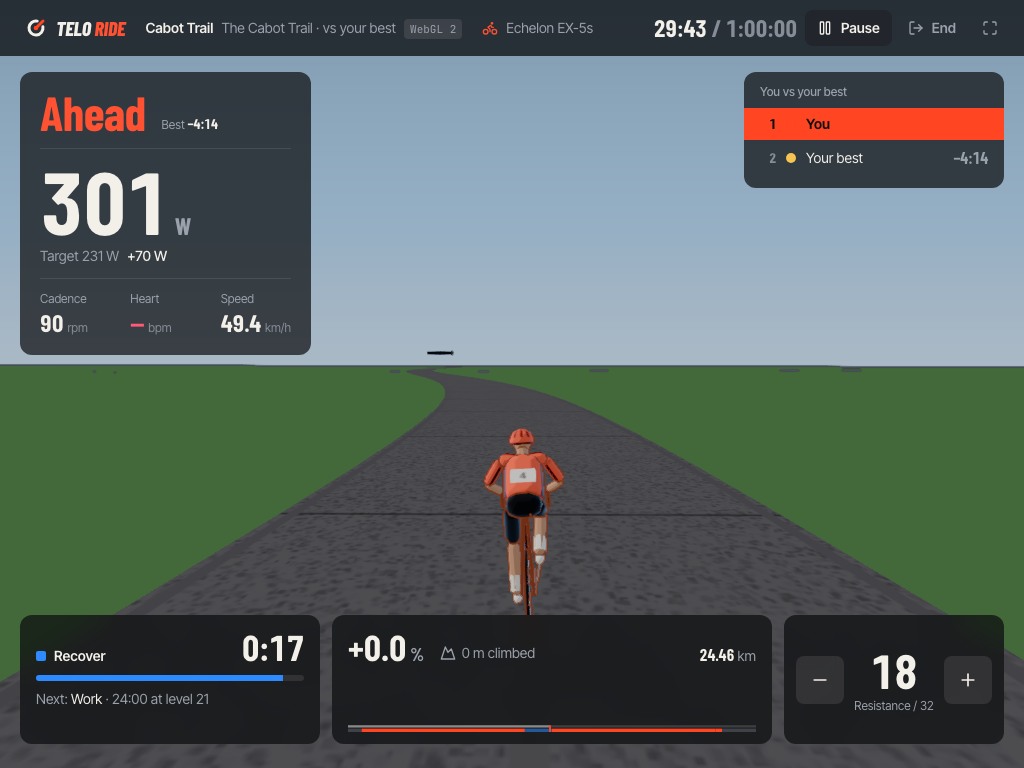 TELO RIDE
Cabot Trail The Cabot Trail · vs your best WebGL 2
Echelon EX-5s
29:43 / 1:00:00
Pause
End
Ahead Best −4:14
301 W
Target 231 W +70 W
Cadence Heart Speed
90 rpm — bpm 49.4 km/h
You vs your best
1 You
2 Your best −4:14
4
Recover 0:17
Next: Work · 24:00 at level 21
+0.0 % 0 m climbed 24.46 km
− 18 +
Resistance / 32